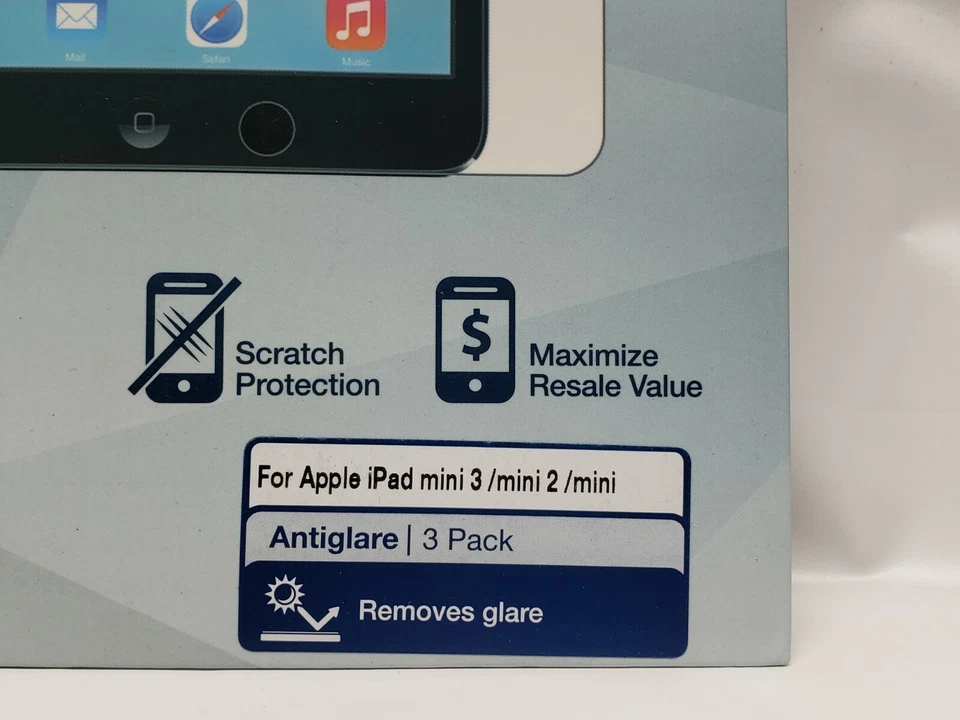 Mail Safari Music
Scratch
Protection
$
Maximize
Resale Value
For Apple iPad mini 3 /mini 2 /mini
Antiglare | 3 Pack
Removes glare